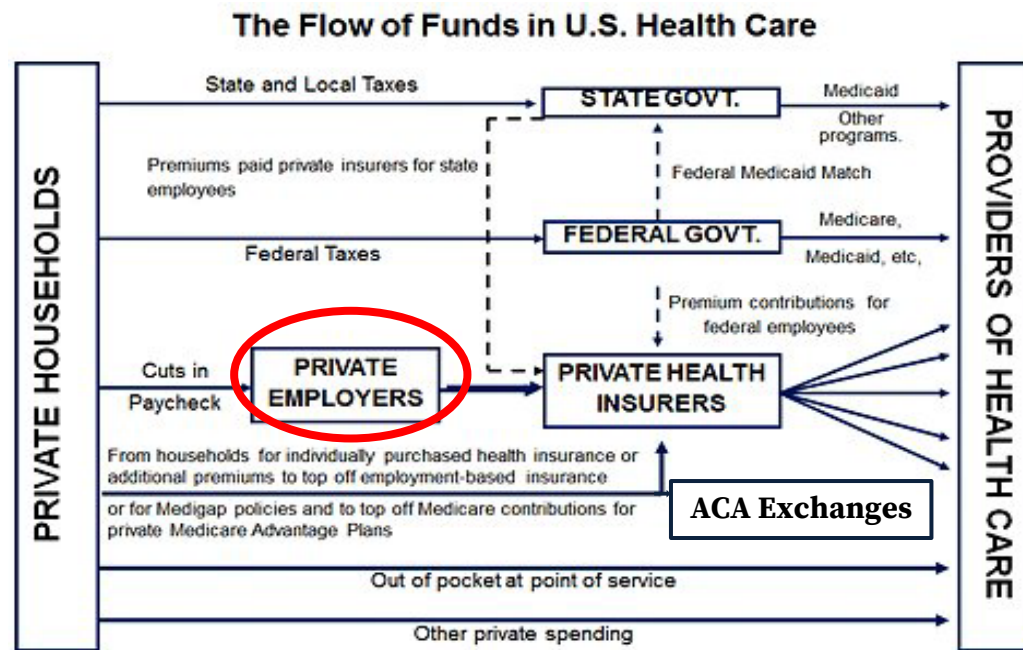 The Flow of Funds in U.S. Health Care
PRIVATE HOUSEHOLDS
State and Local Taxes
STATE GOVT.
Medicaid
Other
programs.
Premiums paid private insurers for state
employees
Federal Medicaid Match
Federal Taxes
FEDERAL GOVT.
Medicare,
Medicaid, etc,
Premium contributions for
federal employees
Cuts in
Paycheck
PRIVATE
EMPLOYERS
PRIVATE HEALTH
INSURERS
From households for individually purchased health insurance or
additional premiums to top off employment-based insurance
or for Medigap policies and to top off Medicare contributions for
private Medicare Advantage Plans
ACA Exchanges
Out of pocket at point of service
Other private spending
PROVIDERS OF HEALTH CARE